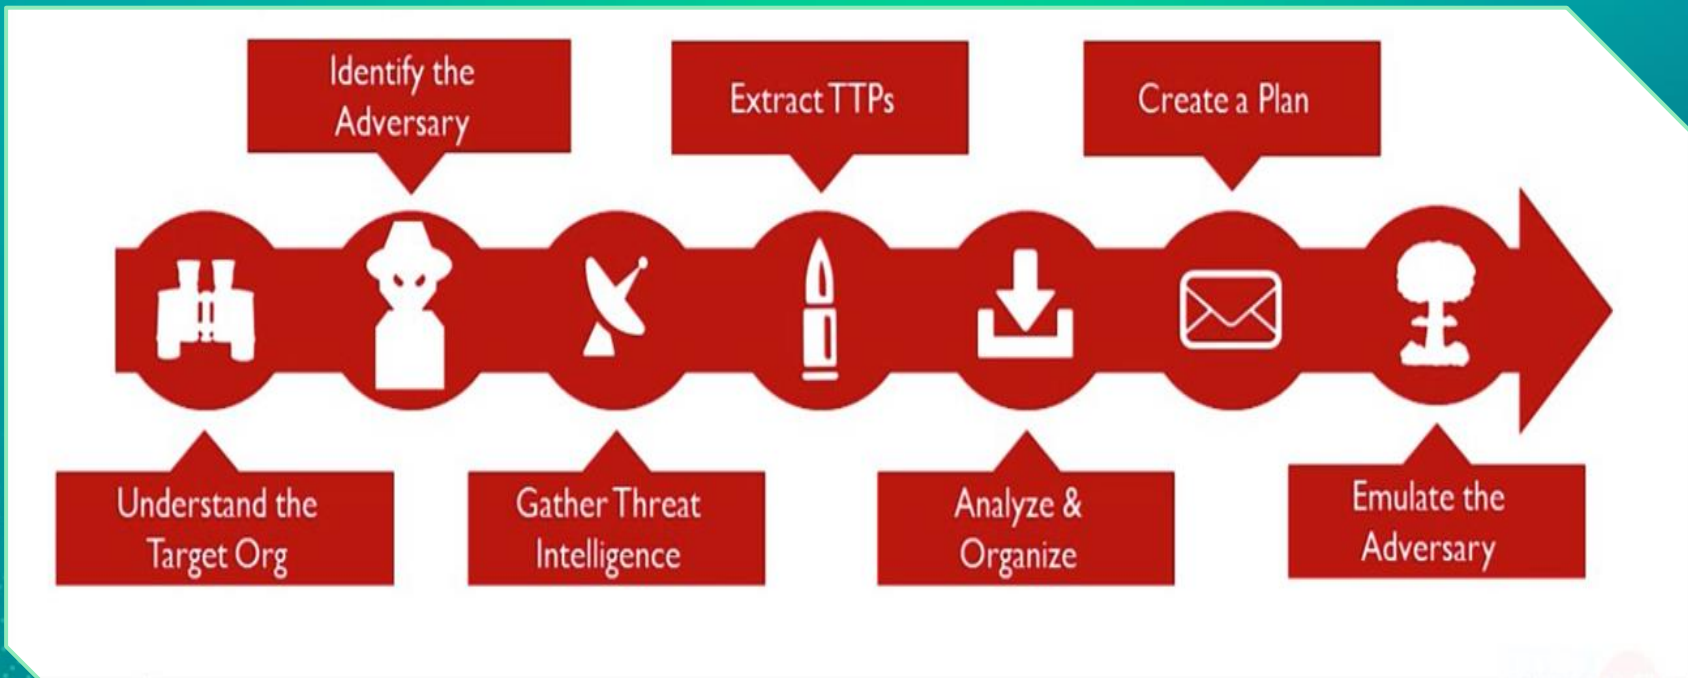 Identify the
Adversary
Extract TTPs
Create a Plan
Understand the
Target Org
Gather Threat
Intelligence
Analyze &
Organize
Emulate the
Adversary